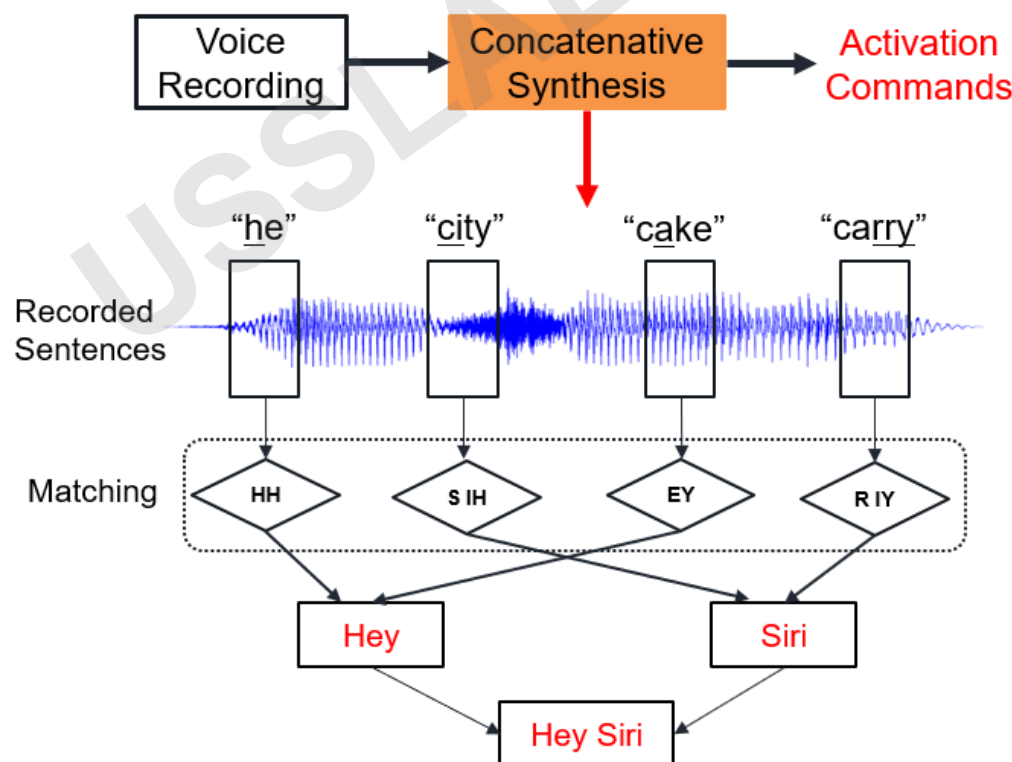 Voice
Recording
Concatenative
Synthesis
Activation
Commands
“he” “city” “cake” “carry”
Recorded
Sentences
Matching
HH
S IH
EY
R IY
Hey
Siri
Hey Siri